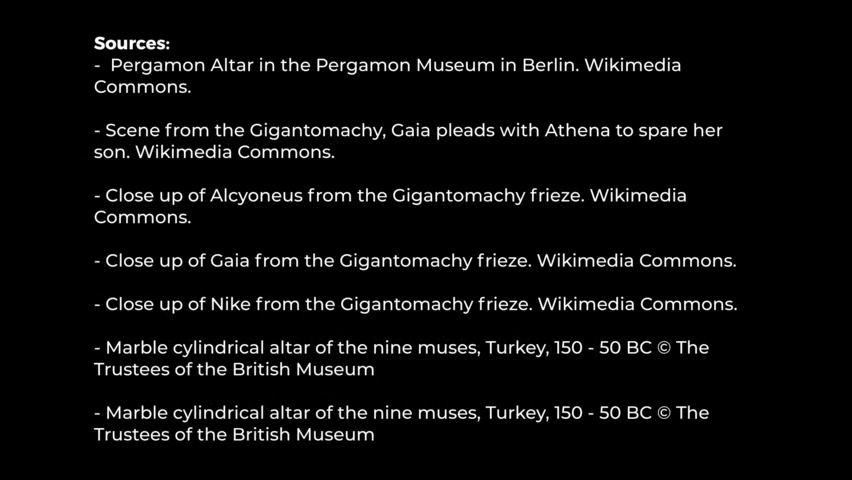 Sources:
-  Pergamon Altar in the Pergamon Museum in Berlin. Wikimedia
Commons.
- Scene from the Gigantomachy, Gaia pleads with Athena to spare her
son. Wikimedia Commons.
- Close up of Alcyoneus from the Gigantomachy frieze. Wikimedia
Commons.
- Close up of Gaia from the Gigantomachy frieze. Wikimedia Commons.
- Close up of Nike from the Gigantomachy frieze. Wikimedia Commons.
- Marble cylindrical altar of the nine muses, Turkey, 150 - 50 BC © The
Trustees of the British Museum
- Marble cylindrical altar of the nine muses, Turkey, 150 - 50 BC © The
Trustees of the British Museum